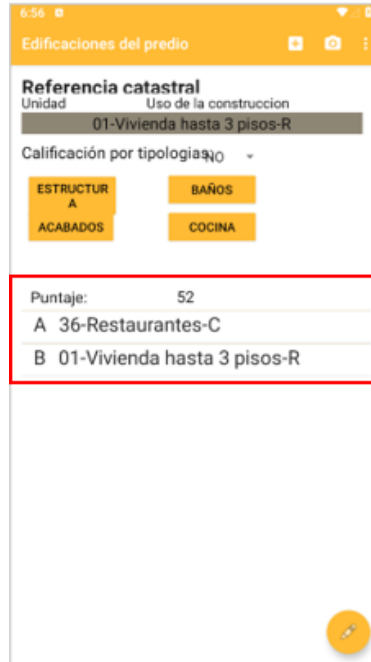 6:56
Edificaciones del predio
Referencia catastral
Unidad Uso de la construccion
01-Vivienda hasta 3 pisos-R
Calificación por tipologias NO
ESTRUCTUR
A
BAÑOS
ACABADOS
COCINA
Puntaje: 52
A 36-Restaurantes-C
B 01-Vivienda hasta 3 pisos-R